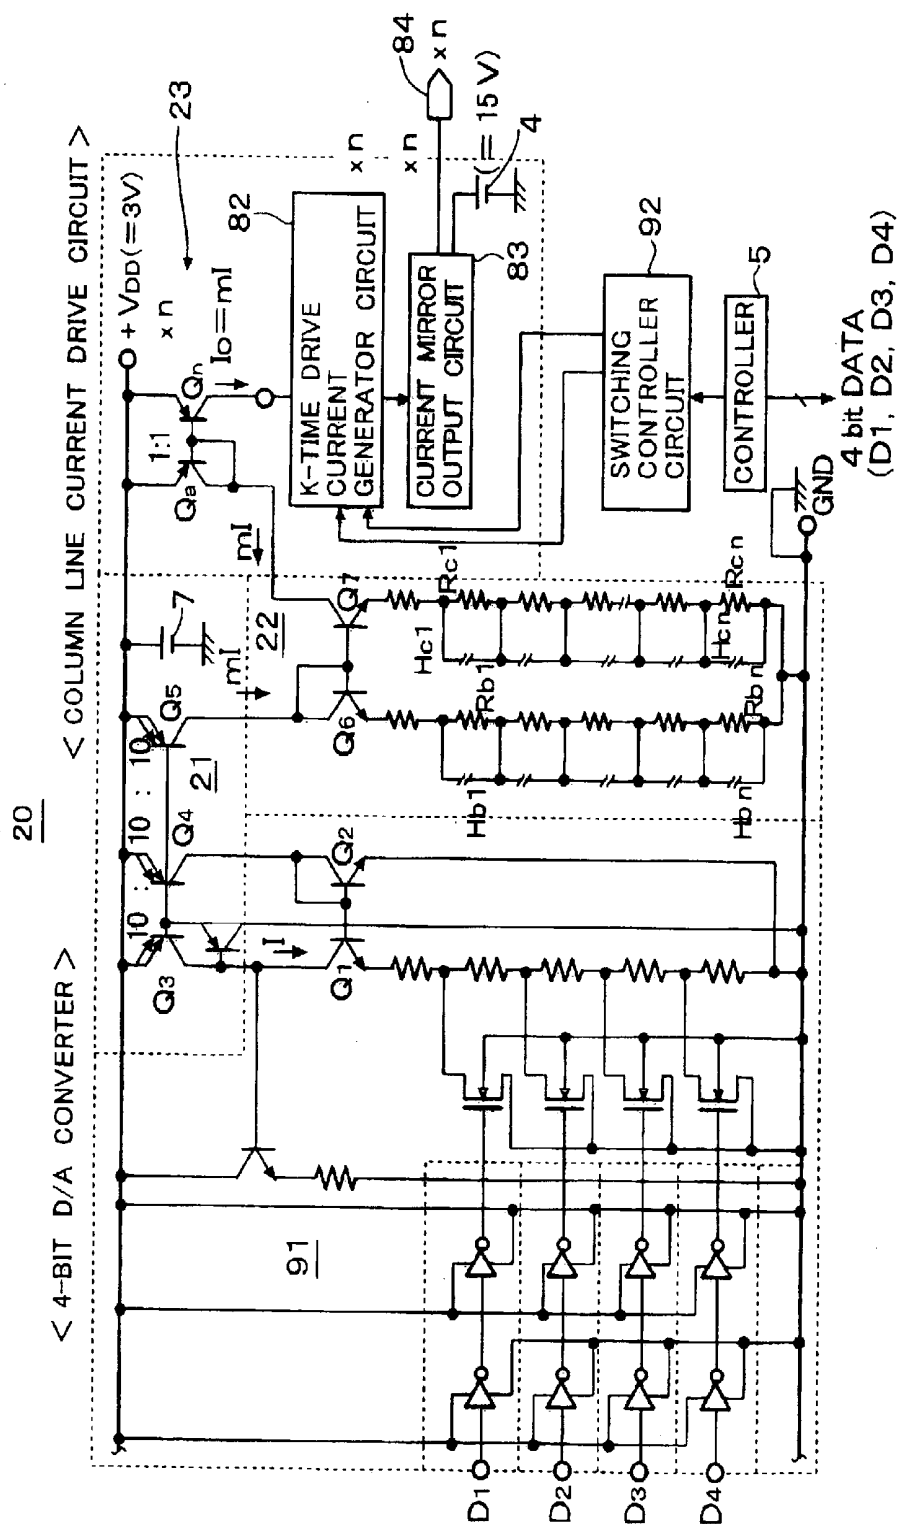 20
< 4-BIT D/A CONVERTER >
< COLUMN LINE CURRENT DRIVE CIRCUIT >
23
+ VDD (=3V)
x n
10 : 10 : 10
Q3
Q4
Q5
21
7
Qa
1:1
Qn
Io=mI
mI
mI
I
22
Q1
Q2
Q6
Q7
82
K-TIME DRIVE
CURRENT
GENERATOR CIRCUIT
x n
x n
CURRENT MIRROR
OUTPUT CIRCUIT
83
84
x n
(= 15 V)
4
91
Hb1
Rb1
Hc1
Rc1
Hbn
Rbn
Hcn
Rcn
92
SWITCHING
CONTROLLER
CIRCUIT
CONTROLLER
5
GND
4 bit DATA
(D1, D2, D3, D4)
D1
D2
D3
D4